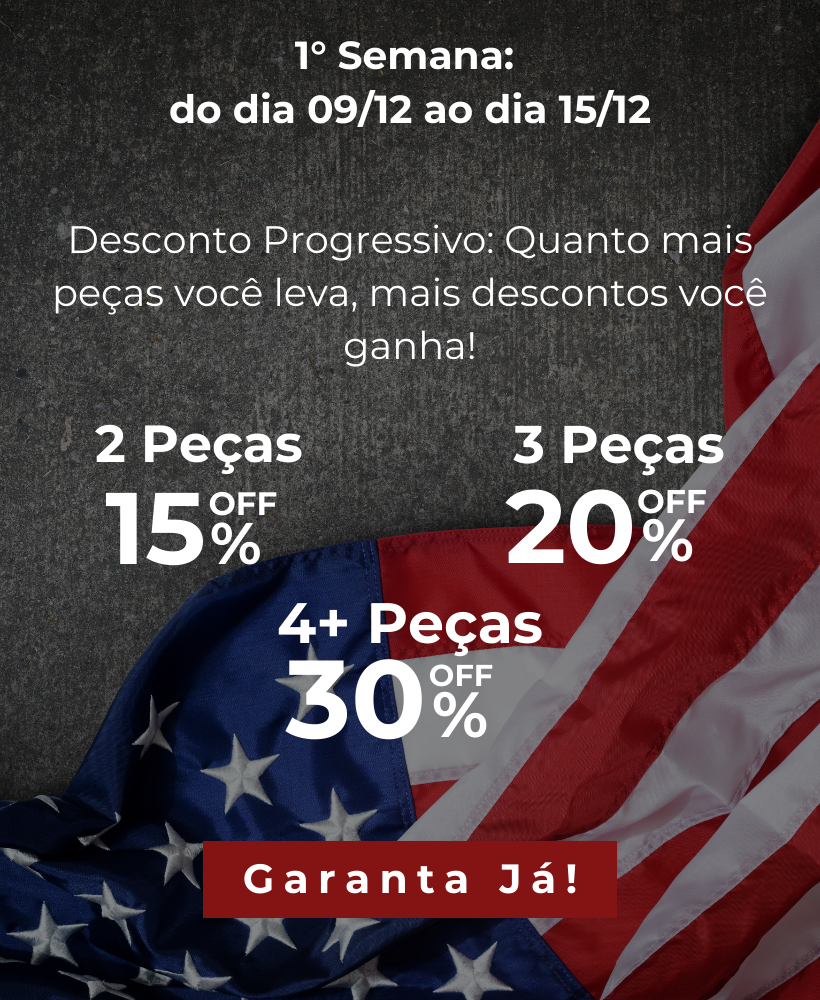 1° Semana:
do dia 09/12 ao dia 15/12
Desconto Progressivo: Quanto mais
peças você leva, mais descontos você
ganha!
2 Peças
15% OFF
3 Peças
20% OFF
4+ Peças
30% OFF
Garanta Já!